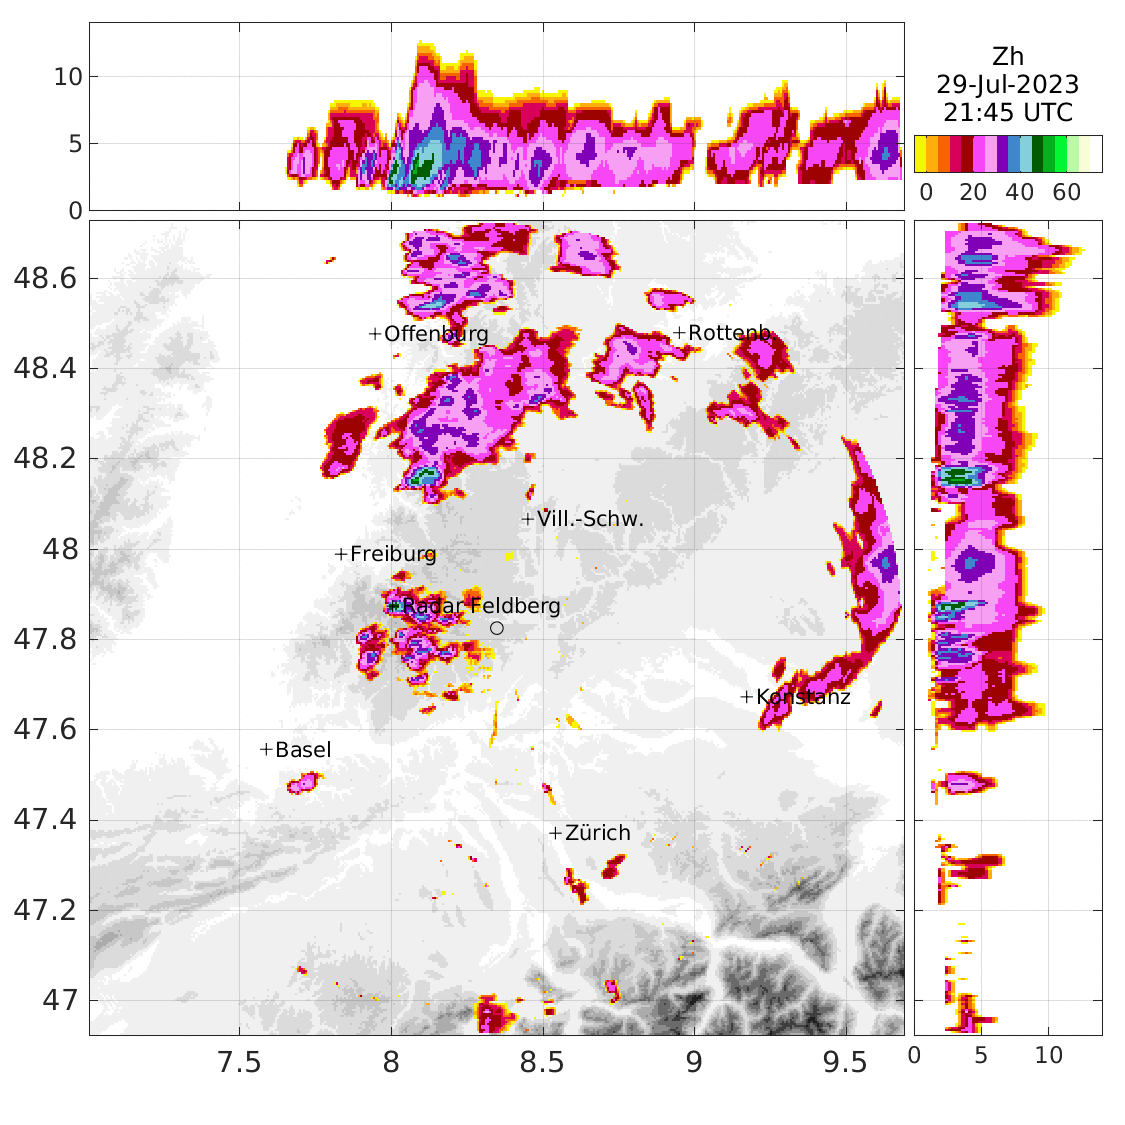 10
5
0
Zh
29-Jul-2023
21:45 UTC
0 20 40 60
48.6
48.4
48.2
48
47.8
47.6
47.4
47.2
47
+Offenburg
+Rottenb.
+Vill.-Schw.
+Freiburg
+Radar Feldberg
+Konstanz
+Basel
+Zürich
7.5 8 8.5 9 9.5
0 5 10